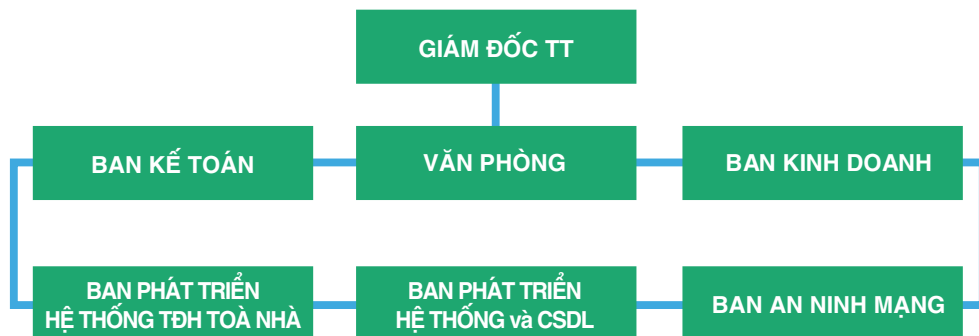 GIÁM ĐỐC TT
BAN KẾ TOÁN
VĂN PHÒNG
BAN KINH DOANH
BAN PHÁT TRIỂN
HỆ THỐNG TĐH TOÀ NHÀ
BAN PHÁT TRIỂN
HỆ THỐNG và CSDL
BAN AN NINH MẠNG